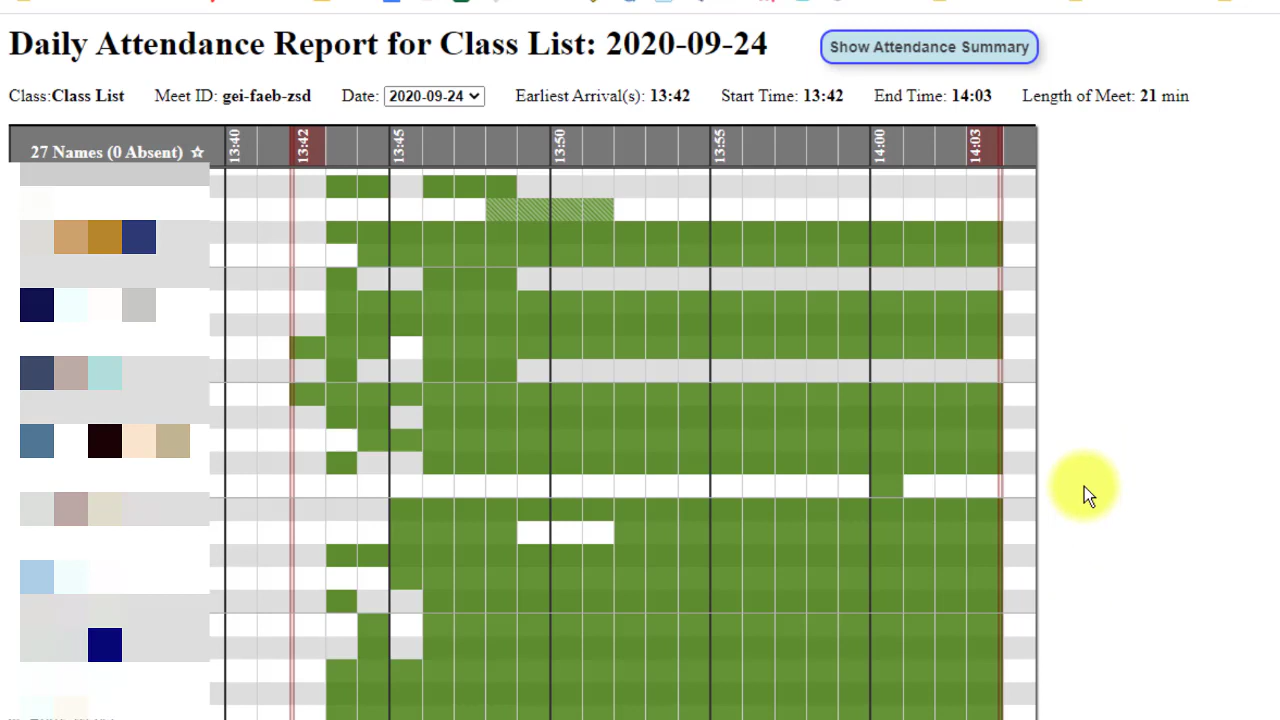 Daily Attendance Report for Class List: 2020-09-24
Show Attendance Summary
Class:Class List Meet ID: gei-faeb-zsd Date: 2020-09-24 Earliest Arrival(s): 13:42 Start Time: 13:42 End Time: 14:03 Length of Meet: 21 min
27 Names (0 Absent) ☆ 13:40 13:42 13:45 13:50 13:55 14:00 14:03